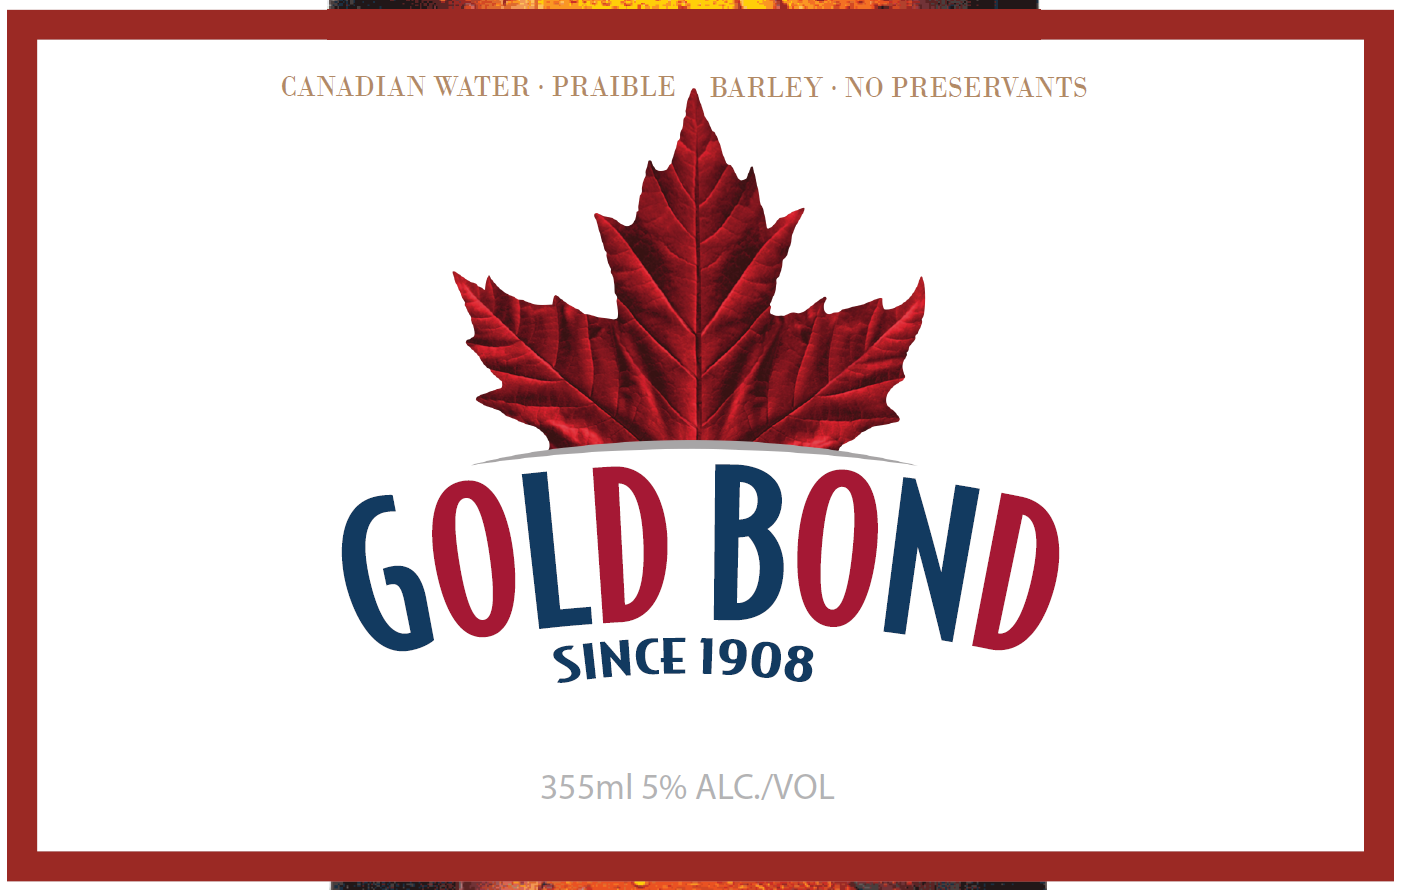 CANADIAN WATER · PRAIBLE BARLEY · NO PRESERVANTS
GOLD BOND
SINCE 1908
355ml 5% ALC./VOL